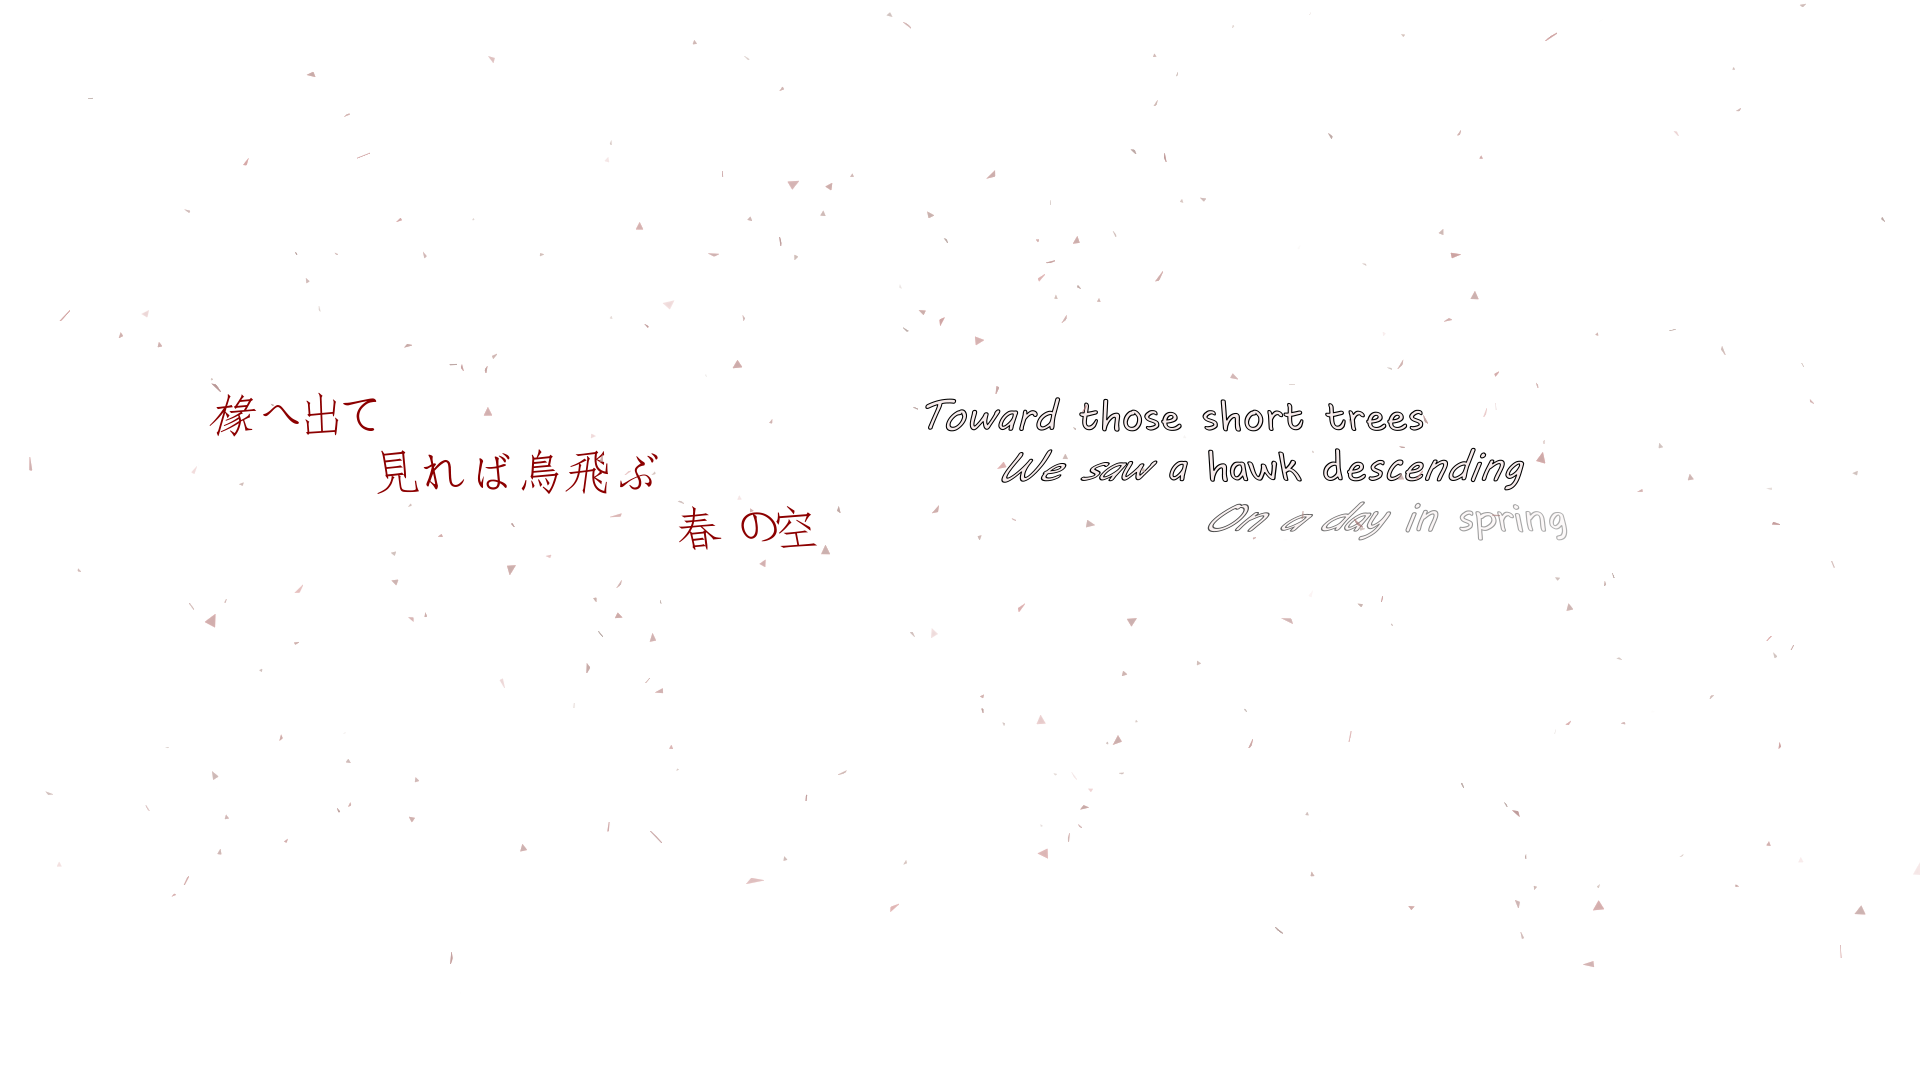 椽へ出て
見れば鳥飛ぶ
春の空
Toward those short trees
We saw a hawk descending
On a day in spring